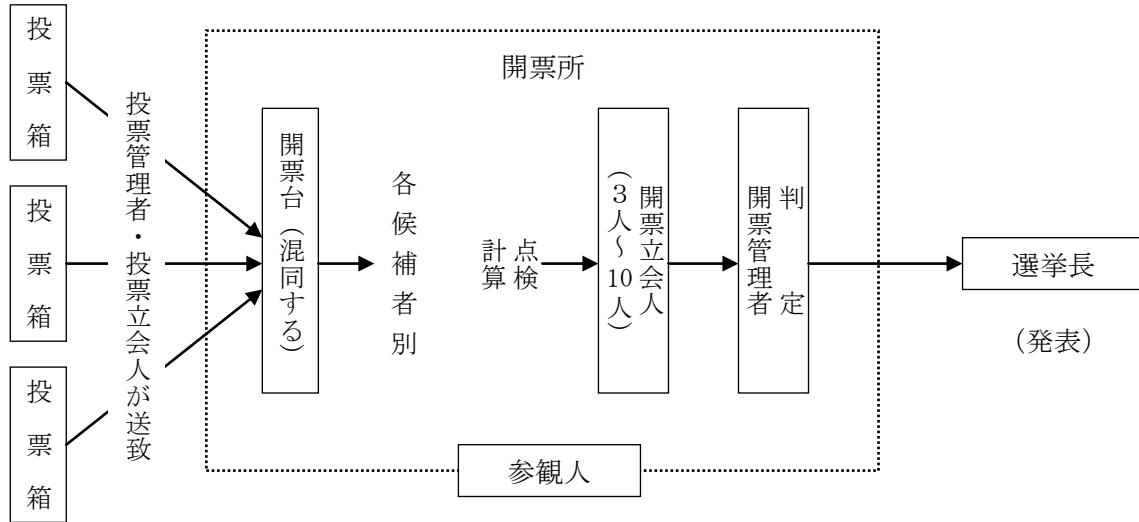 投票箱
投票箱
投票箱
投票管理者・投票立会人が送致
開票所
開票台（混同する）
各候補者別
点検
計算
開票立会人
（３人～10人）
判定
開票管理者
選挙長
（発表）
参観人